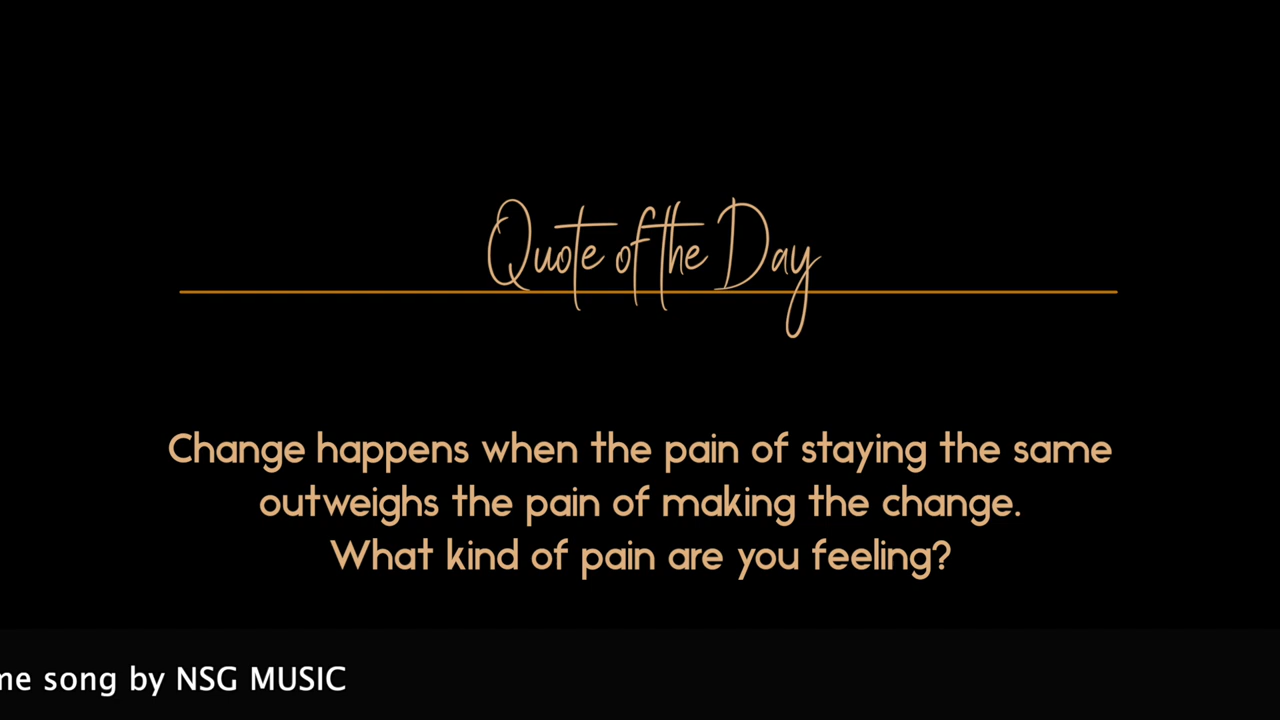 Quote of the Day
Change happens when the pain of staying the same
outweighs the pain of making the change.
What kind of pain are you feeling?
song by NSG MUSIC